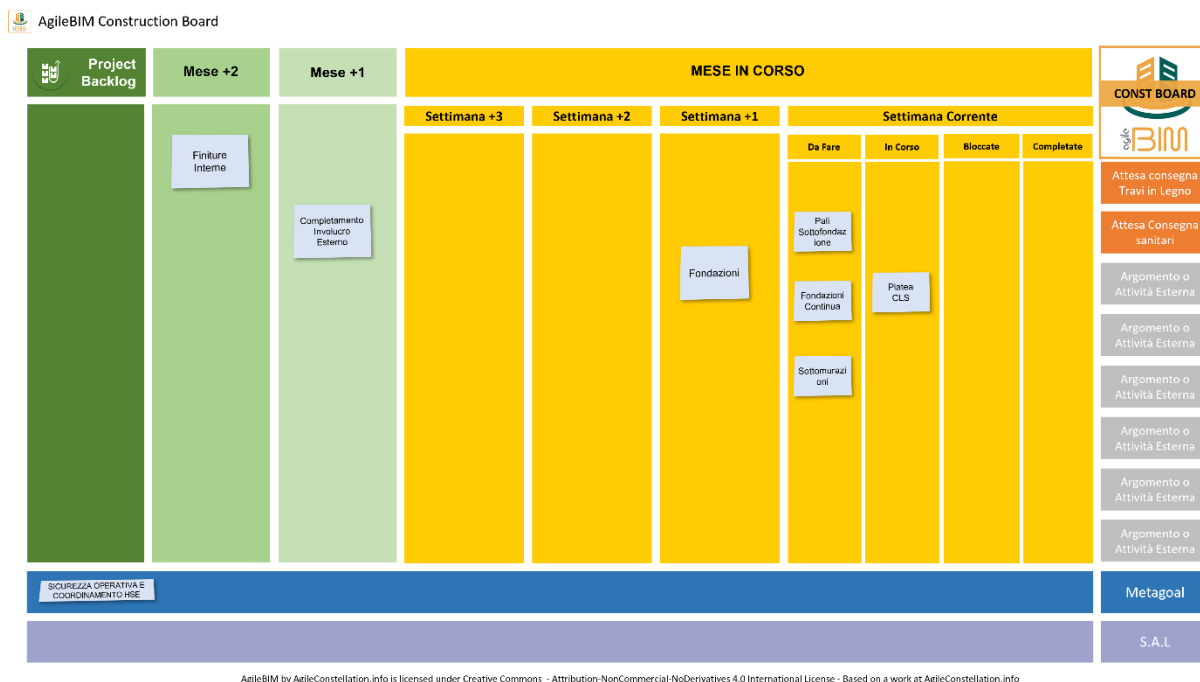 AgileBIM Construction Board
Project
Backlog
Mese +2
Mese +1
MESE IN CORSO
CONST BOARD
agile BIM
Settimana +3
Settimana +2
Settimana +1
Settimana Corrente
Da Fare
In Corso
Bloccate
Completate
Finiture
Interne
Completamento
Involucro
Esterno
Fondazioni
Pali
Sottofondaz
ione
Fondazioni
Continua
Sottomurazi
oni
Platea
CLS
Attesa consegna
Travi in Legno
Attesa Consegna
sanitari
Argomento o
Attività Esterna
Argomento o
Attività Esterna
Argomento o
Attività Esterna
Argomento o
Attività Esterna
Argomento o
Attività Esterna
Argomento o
Attività Esterna
SICUREZZA OPERATIVA E
COORDINAMENTO HSE
Metagoal
S.A.L
AgileBIM by AgileConstellation.info is licensed under Creative Commons - Attribution-NonCommercial-NoDerivatives 4.0 International License - Based on a work at AgileConstellation.info